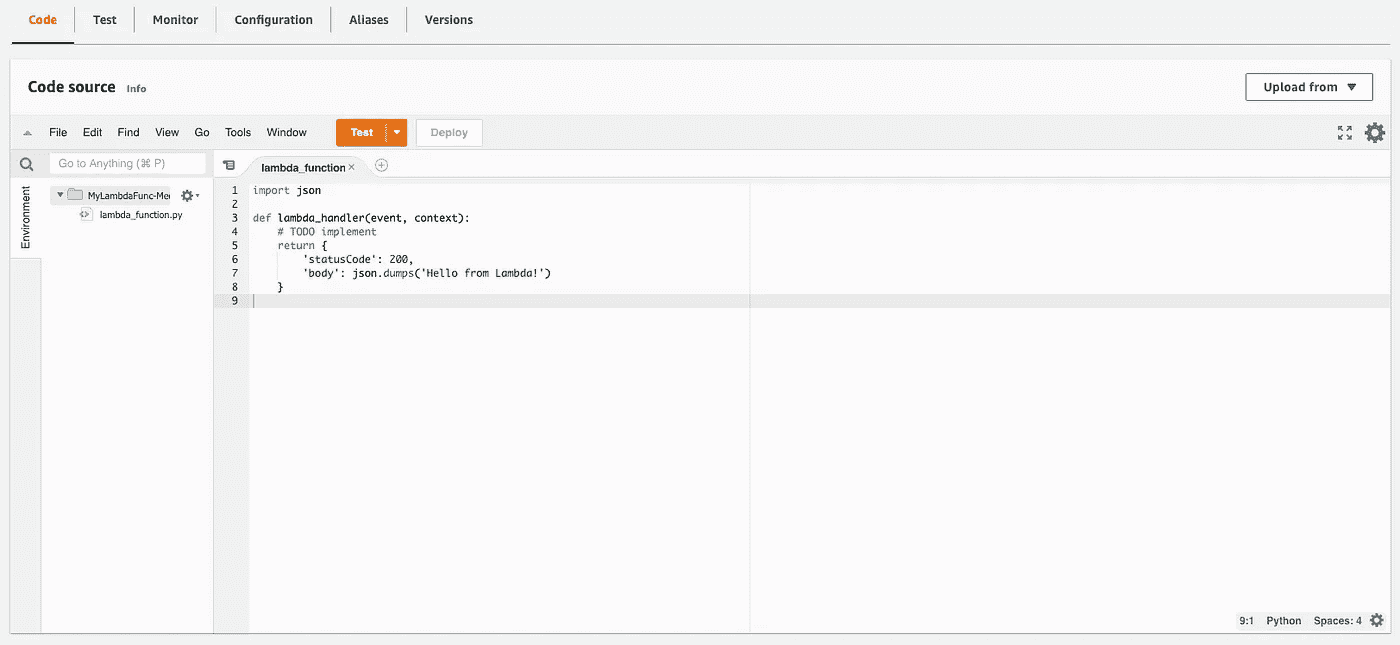 Code Test Monitor Configuration Aliases Versions
Code source Info
Upload from
File Edit Find View Go Tools Window Test Deploy
Go to Anything (⌘ P)
lambda_function
Environment
MyLambdaFunc-Me
lambda_function.py
1 import json
2
3 def lambda_handler(event, context):
4     # TODO implement
5     return {
6         'statusCode': 200,
7         'body': json.dumps('Hello from Lambda!')
8     }
9
9:1 Python Spaces: 4